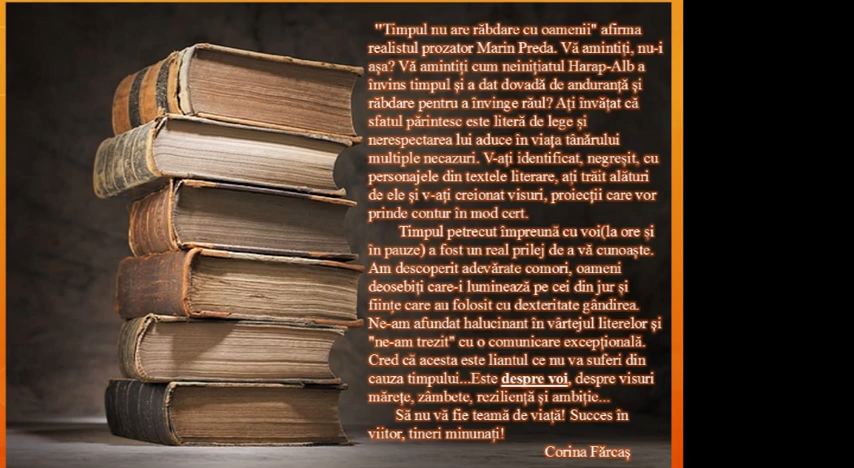 "Timpul nu are răbdare cu oamenii" afirma
realistul prozator Marin Preda. Vă amintiți, nu-i
așa? Vă amintiți cum neinițiatul Harap-Alb a
învins timpul și a dat dovadă de anduranță și
răbdare pentru a învinge răul? Ați învățat că
sfatul părintesc este literă de lege și
nerespectarea lui aduce în viața tânărului
multiple necazuri. V-ați identificat, negreșit, cu
personajele din textele literare, ați trăit alături
de ele și v-ați creionat visuri, proiecții care vor
prinde contur în mod cert.
Timpul petrecut împreună cu voi(la ore și
în pauze) a fost un real prilej de a vă cunoaște.
Am descoperit adevărate comori, oameni
deosebiți care-i luminează pe cei din jur și
ființe care au folosit cu dexteritate gândirea.
Ne-am afundat halucinant în vârtejul literelor și
"ne-am trezit" cu o comunicare excepțională.
Cred că acesta este liantul ce nu va suferi din
cauza timpului...Este despre voi, despre visuri
mărețe, zâmbete, reziliență și ambiție...
Să nu vă fie teamă de viață! Succes în
viitor, tineri minunați!
Corina Fărcaș